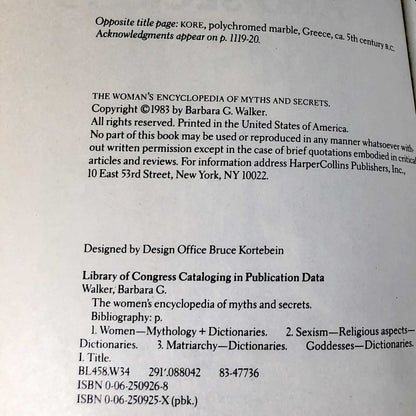 Opposite title page: KORE, polychromed marble, Greece, ca. 5th century B.C.
Acknowledgments appear on p. 1119-20.
THE WOMAN'S ENCYCLOPEDIA OF MYTHS AND SECRETS.
Copyright ©1983 by Barbara G. Walker.
All rights reserved. Printed in the United States of America.
No part of this book may be used or reproduced in any manner whatsoever with-
out written permission except in the case of brief quotations embodied in critical
articles and reviews. For information address HarperCollins Publishers, Inc.,
10 East 53rd Street, New York, NY 10022.
Designed by Design Office Bruce Kortebein
Library of Congress Cataloging in Publication Data
Walker, Barbara G.
The women's encyclopedia of myths and secrets.
Bibliography: p.
1. Women—Mythology + Dictionaries. 2. Sexism—Religious aspects—
Dictionaries. 3. Matriarchy—Dictionaries. Goddesses—Dictionaries.
I. Title.
BL458.W34 291'.088042 83-47736
ISBN 0-06-250926-8
ISBN 0-06-250925-X (pbk.)